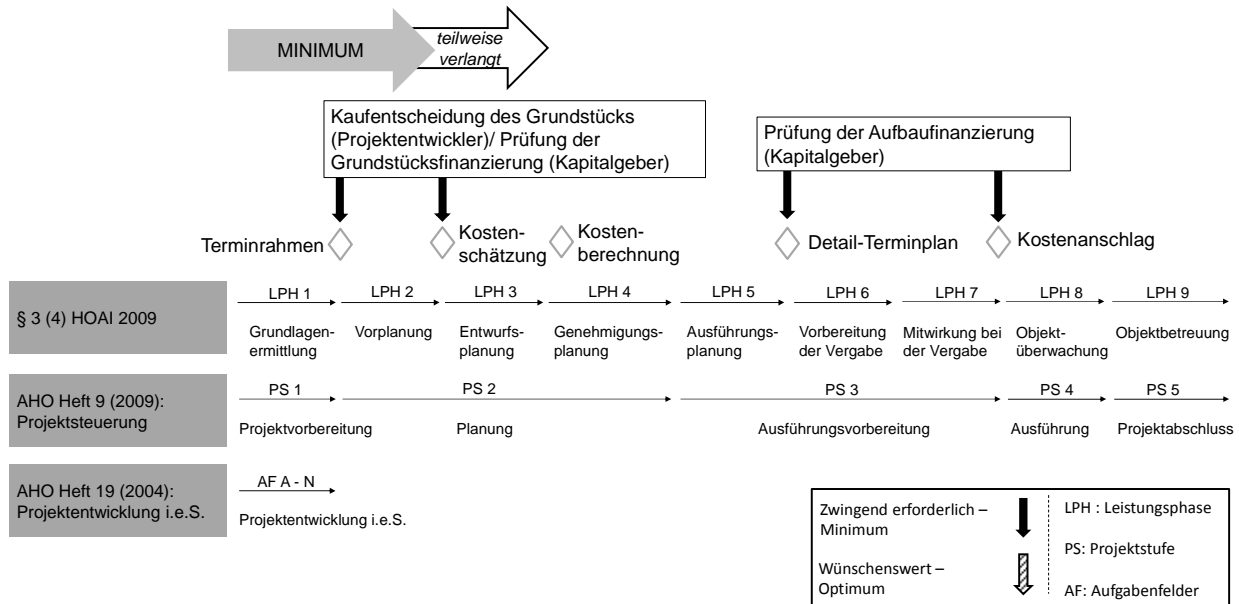 MINIMUM
teilweise
verlangt
Kaufentscheidung des Grundstücks
(Projektentwickler)/ Prüfung der
Grundstücksfinanzierung (Kapitalgeber)
Prüfung der Aufbaufinanzierung
(Kapitalgeber)
Terminrahmen
Kosten-
schätzung
Kosten-
berechnung
Detail-Terminplan
Kostenanschlag
§ 3 (4) HOAI 2009
LPH 1
LPH 2
LPH 3
LPH 4
LPH 5
LPH 6
LPH 7
LPH 8
LPH 9
Grundlagen-
ermittlung
Vorplanung
Entwurfs-
planung
Genehmigungs-
planung
Ausführungs-
planung
Vorbereitung
der Vergabe
Mitwirkung bei
der Vergabe
Objekt-
überwachung
Objektbetreuung
AHO Heft 9 (2009):
Projektsteuerung
PS 1
PS 2
PS 3
PS 4
PS 5
Projektvorbereitung
Planung
Ausführungsvorbereitung
Ausführung
Projektabschluss
AHO Heft 19 (2004):
Projektentwicklung i.e.S.
AF A - N
Projektentwicklung i.e.S.
Zwingend erforderlich –
Minimum
Wünschenswert –
Optimum
LPH : Leistungsphase
PS: Projektstufe
AF: Aufgabenfelder